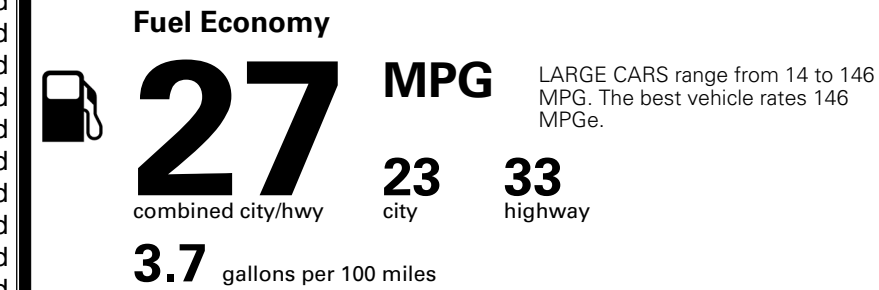 Fuel Economy
27 MPG
LARGE CARS range from 14 to 146
MPG. The best vehicle rates 146
MPGe.
combined city/hwy
23
city
33
highway
3.7 gallons per 100 miles